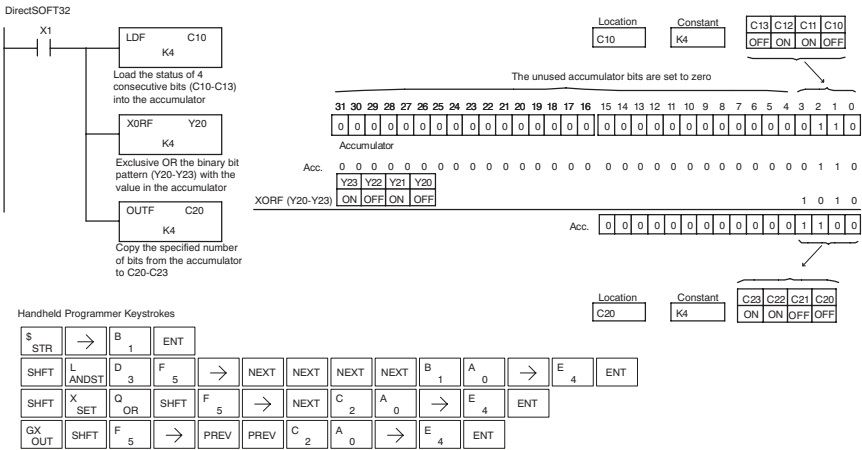 DirectSOFT32
X1
LDF C10
K4
Load the status of 4
consecutive bits (C10-C13)
into the accumulator
X0RF Y20
K4
Exclusive OR the binary bit
pattern (Y20-Y23) with the
value in the accumulator
OUTF C20
K4
Copy the specified number
of bits from the accumulator
to C20-C23
Location Constant
C10 K4
C13 C12 C11 C10
OFF ON ON OFF
The unused accumulator bits are set to zero
31 30 29 28 27 26 25 24 23 22 21 20 19 18 17 16 15 14 13 12 11 10 9 8 7 6 5 4 3 2 1 0
0 0 0 0 0 0 0 0 0 0 0 0 0 0 0 0 0 0 0 0 0 0 0 0 0 0 0 0 0 1 1 0
Accumulator
Acc. 0 0 0 0 0 0 0 0 0 0 0 0 0 0 0 0 0 0 0 0 0 0 0 0 0 0 0 0 0 1 1 0
Y23 Y22 Y21 Y20
XORF (Y20-Y23) ON OFF ON OFF 1 0 1 0
Acc. 0 0 0 0 0 0 0 0 0 0 0 0 1 1 0 0
Location Constant
C20 K4
C23 C22 C21 C20
ON ON OFF OFF
Handheld Programmer Keystrokes
$ STR → B 1 ENT
SHFT L ANDST D 3 F 5 → NEXT NEXT NEXT NEXT B 1 A 0 → E 4 ENT
SHFT X SET Q OR SHFT F 5 → NEXT C 2 A 0 → E 4 ENT
GX OUT SHFT F 5 → PREV PREV C 2 A 0 → E 4 ENT